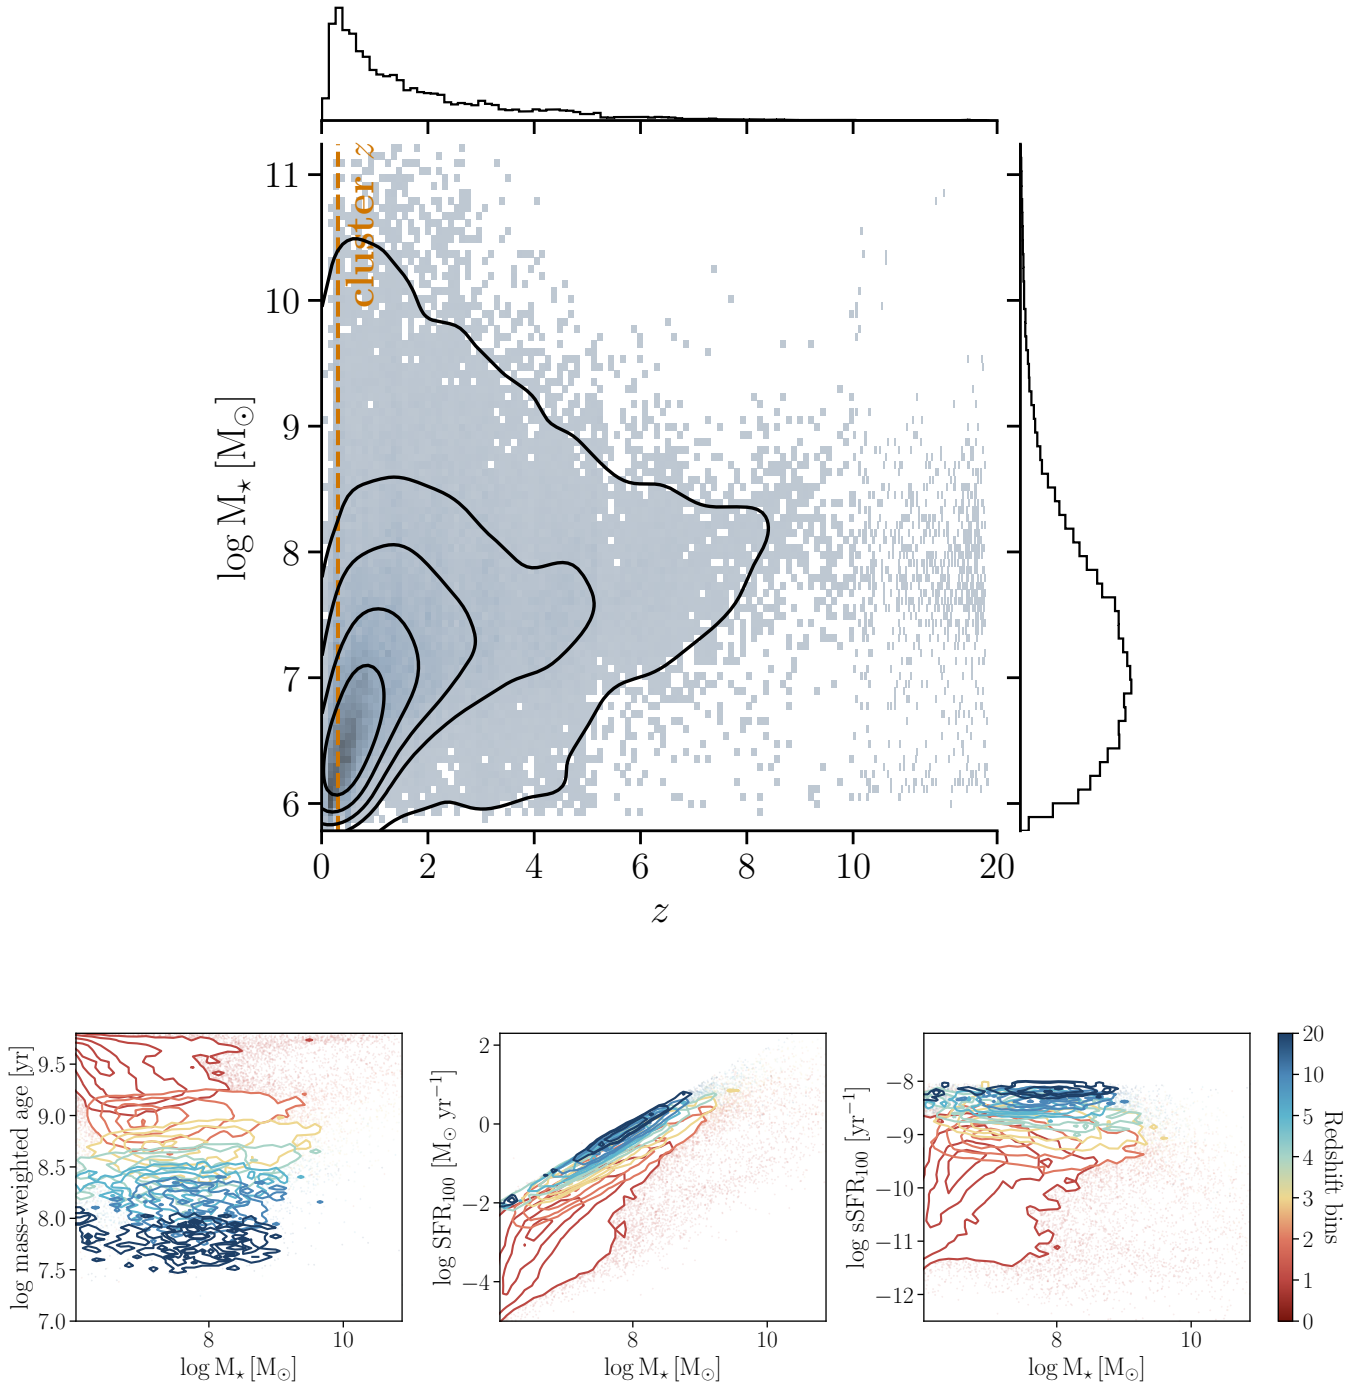 cluster z
11
10
9
8
7
6
log M⋆ [M⊙]
0 2 4 6 8 10 20
z
log mass-weighted age [yr]
9.5
9.0
8.5
8.0
7.5
7.0
8 10
log M⋆ [M⊙]
log SFR₁₀₀ [M⊙ yr⁻¹]
2
0
−2
−4
8 10
log M⋆ [M⊙]
log sSFR₁₀₀ [yr⁻¹]
−8
−9
−10
−11
−12
8 10
log M⋆ [M⊙]
20
10
5
4
3
2
1
0
Redshift bins